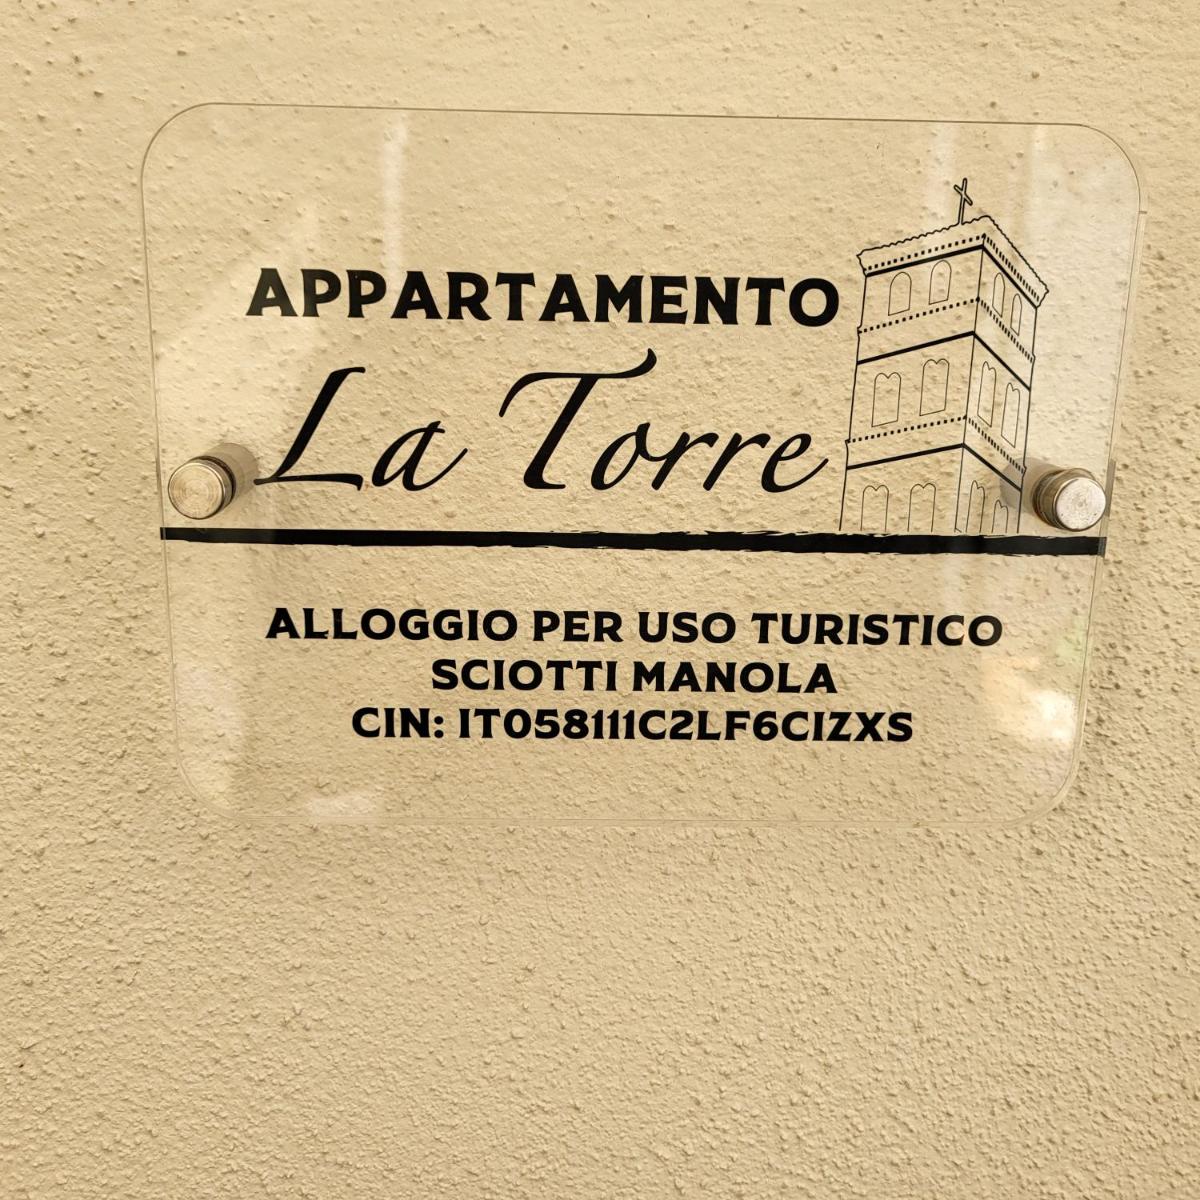 APPARTAMENTO
La Torre
ALLOGGIO PER USO TURISTICO
SCIOTTI MANOLA
CIN: IT058111C2LF6CIZXS